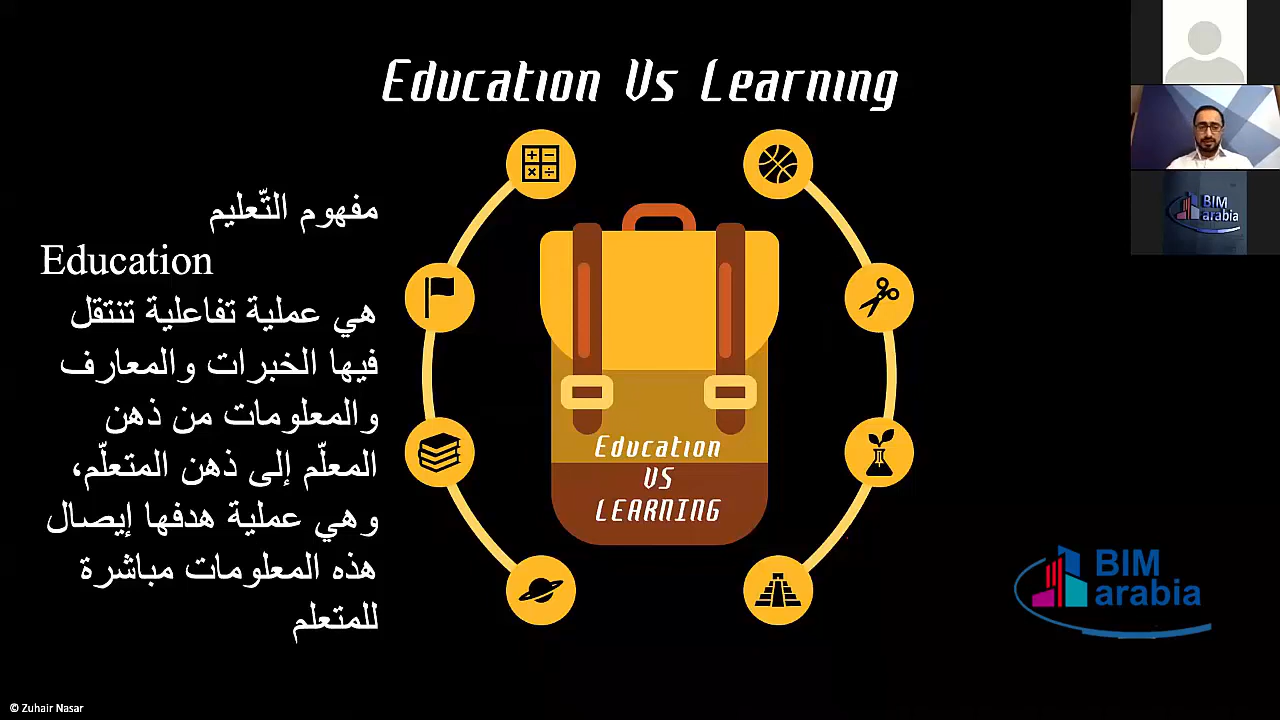 Education Vs Learning
مفهوم التّعليم
Education
هي عملية تفاعلية تنتقل
فيها الخبرات والمعارف
والمعلومات من ذهن
المعلّم إلى ذهن المتعلّم،
وهي عملية هدفها إيصال
هذه المعلومات مباشرة
للمتعلم
Education
VS
LEARNING
BIM
arabia
BIM
arabia
© Zuhair Nasar